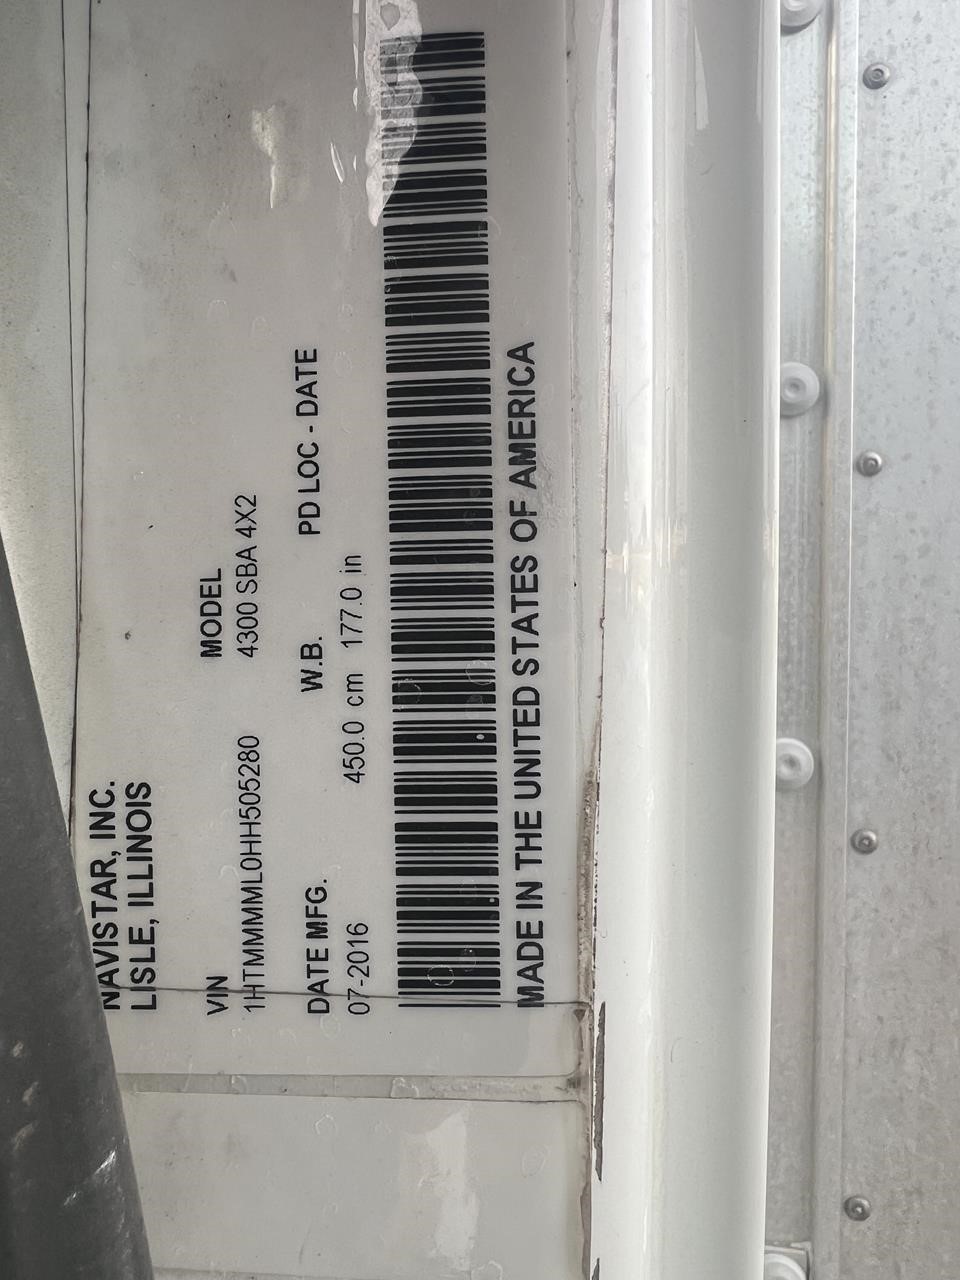 NAVISTAR, INC.
LISLE, ILLINOIS
VIN MODEL
1HTMMMML0HH505280 4300 SBA 4X2
DATE MFG. W.B. PD LOC - DATE
07-2016 450.0 cm 177.0 in
MADE IN THE UNITED STATES OF AMERICA